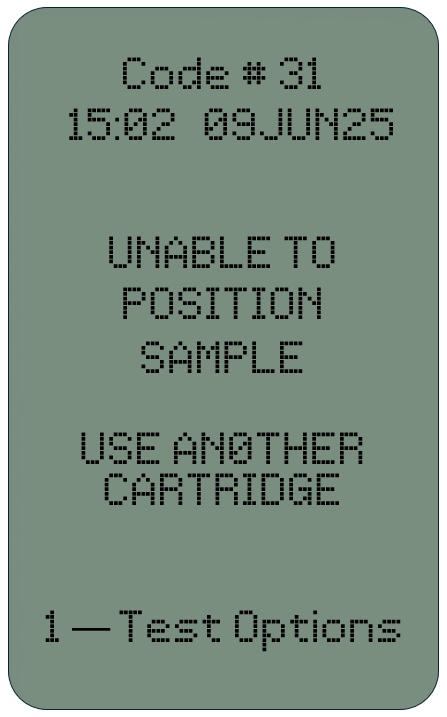 Code # 31
15:02 09JUN25
UNABLE TO
POSITION
SAMPLE
USE AN0THER
CARTRIDGE
1 — Test Options